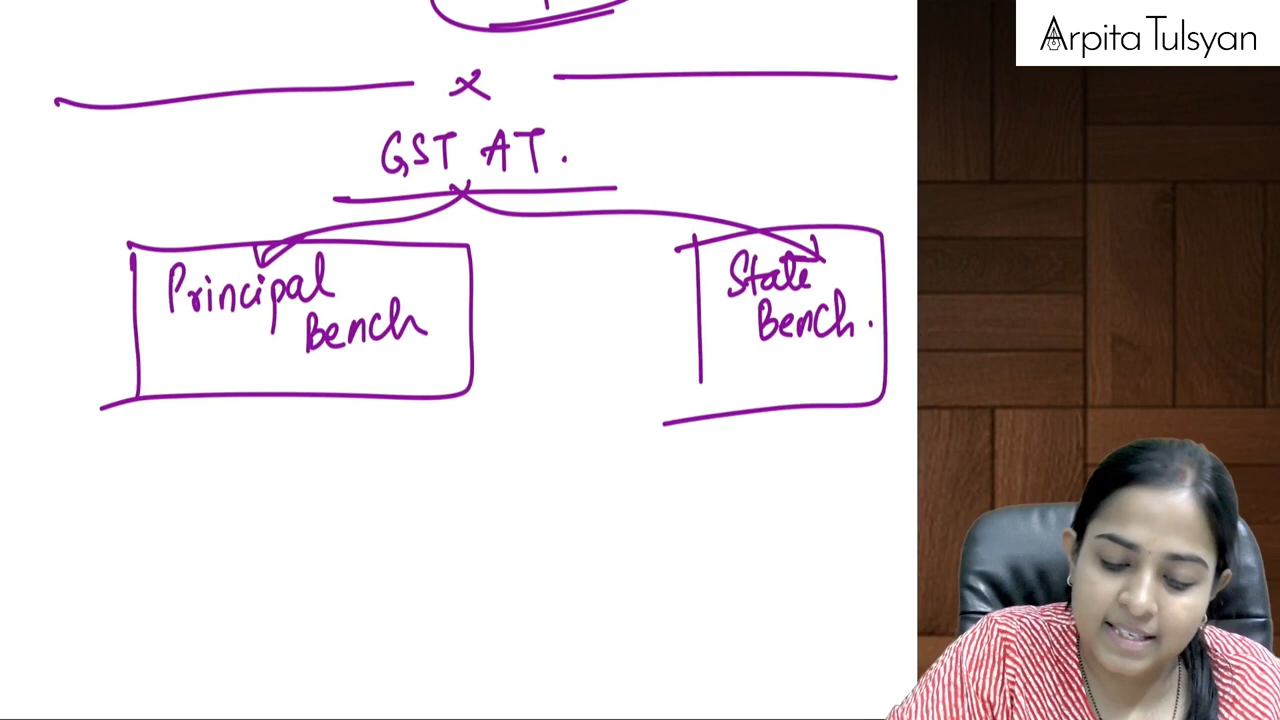 Arpita Tulsyan
x
GST AT.
Principal
Bench
State
Bench.